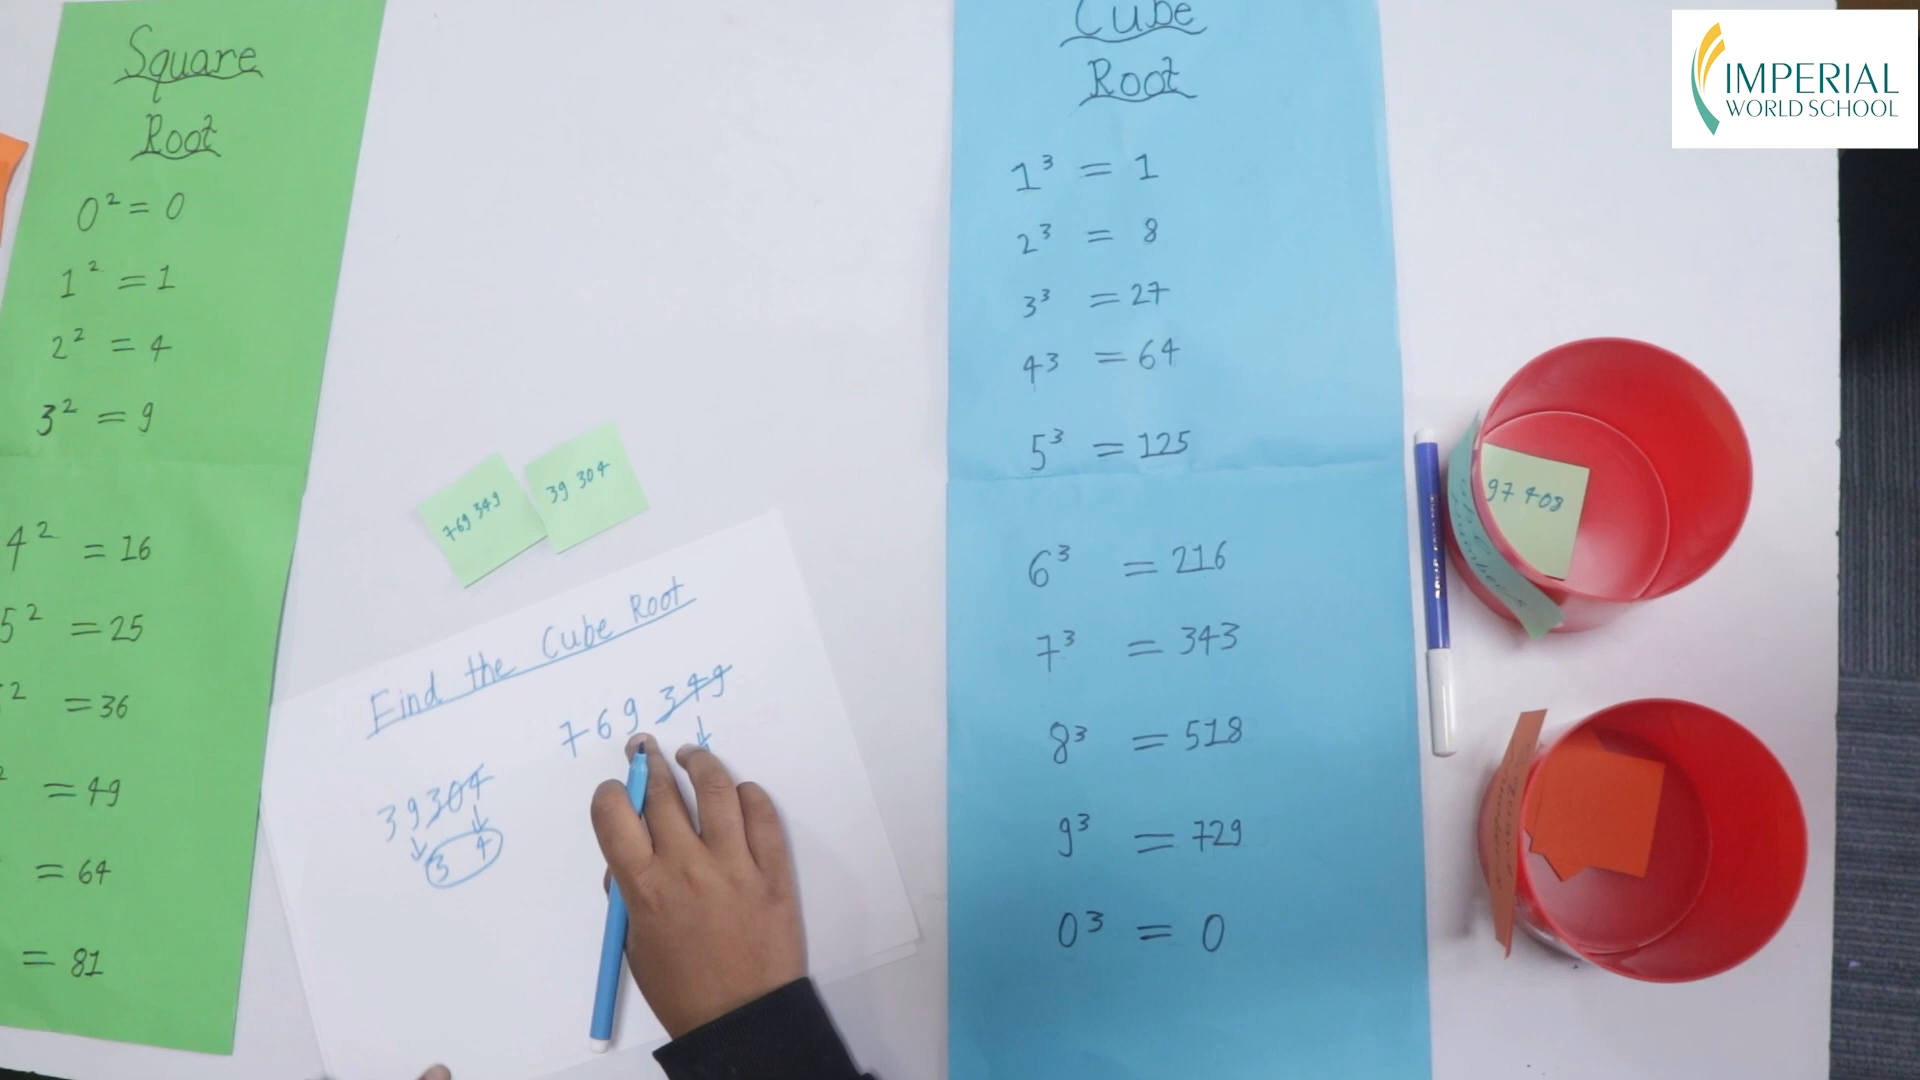 Square
Root
0² = 0
1² = 1
2² = 4
3² = 9
4² = 16
5² = 25
² = 36
² = 49
= 64
= 81
769 349
39 304
Find the Cube Root
39304
3 4
769 349
Cube
Root
1³ = 1
2³ = 8
3³ = 27
4³ = 64
5³ = 125
6³ = 216
7³ = 343
8³ = 518
9³ = 729
0³ = 0
97 403
IMPERIAL
WORLD SCHOOL